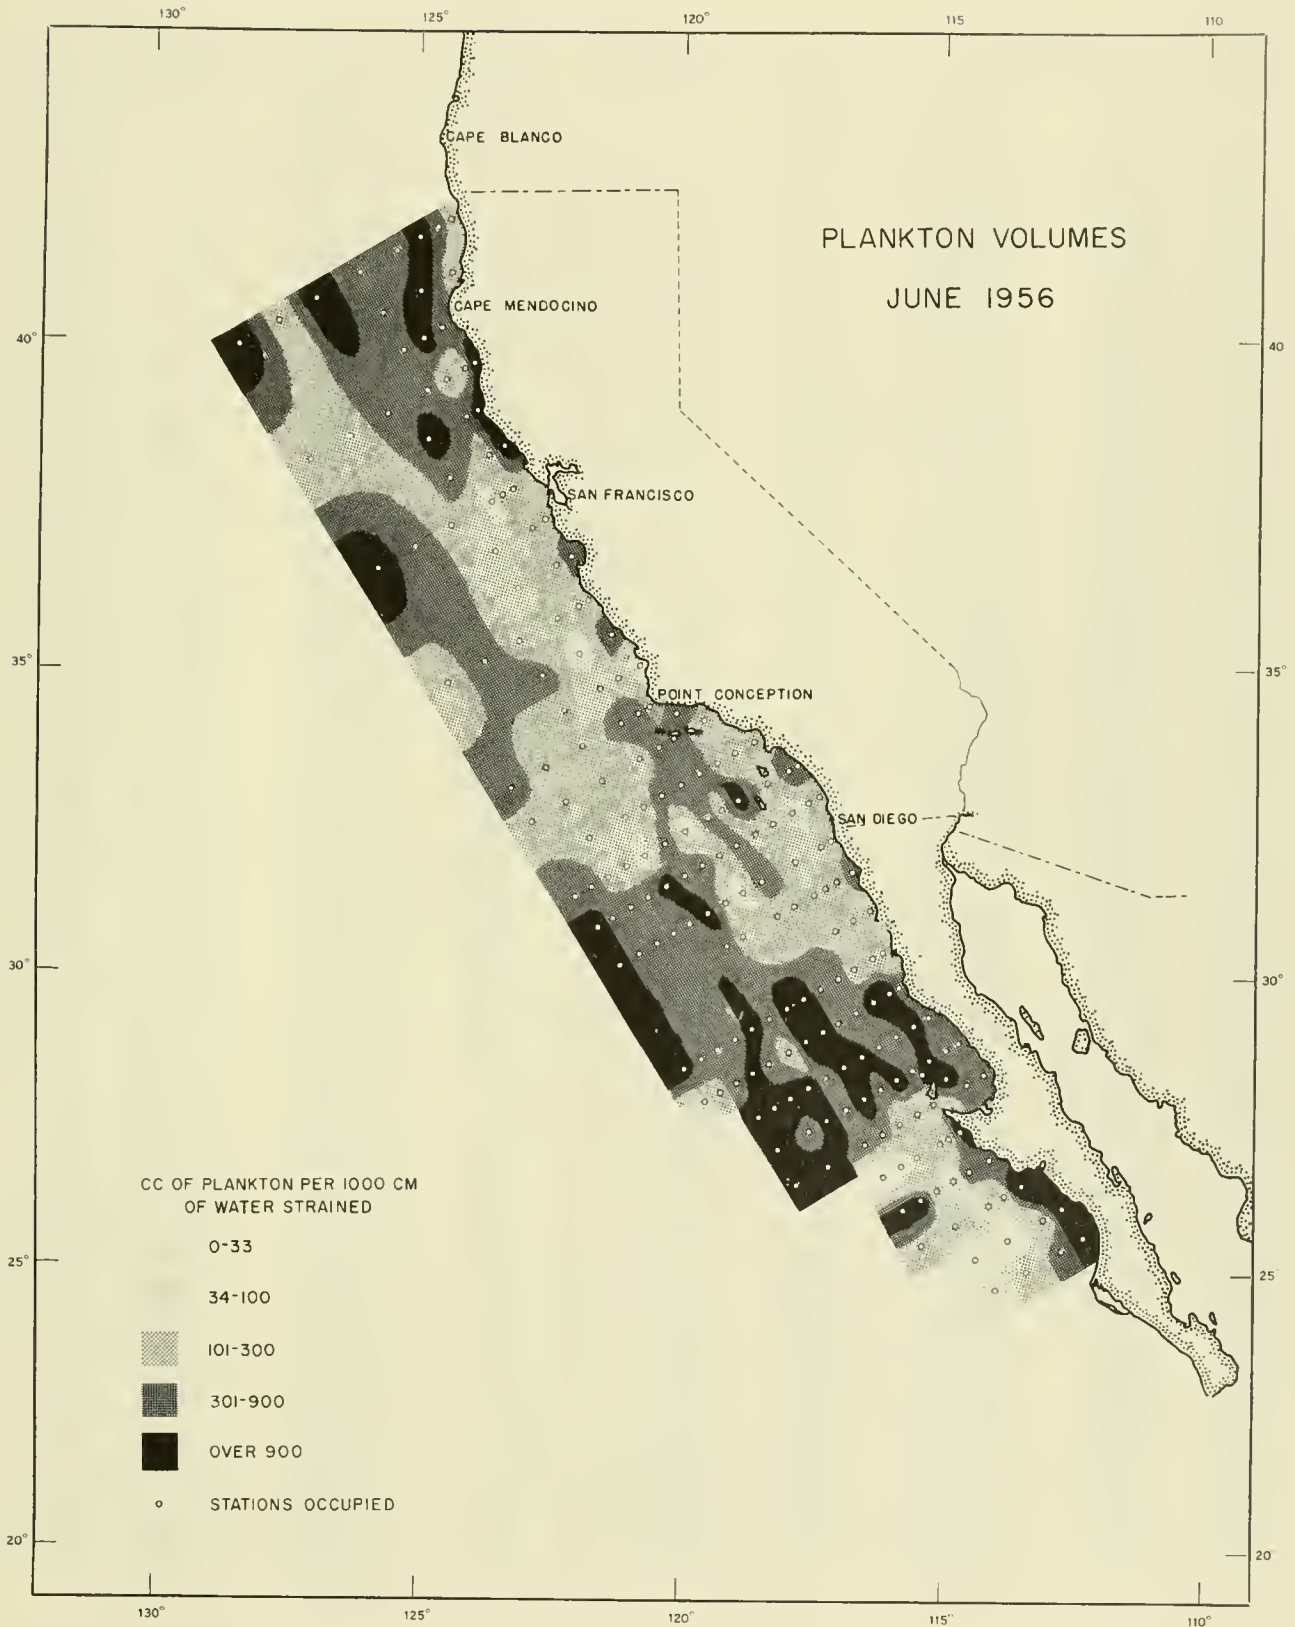 130° 125° 120° 115 110
CAPE BLANCO
PLANKTON VOLUMES
JUNE 1956
CAPE MENDOCINO
40° 40
SAN FRANCISCO
35° 35°
POINT CONCEPTION
SAN DIEGO
30° 30°
CC OF PLANKTON PER 1000 CM
OF WATER STRAINED
0-33
25° 25
34-100
101-300
301-900
OVER 900
STATIONS OCCUPIED
20° 20
130° 125° 120° 115° 110°